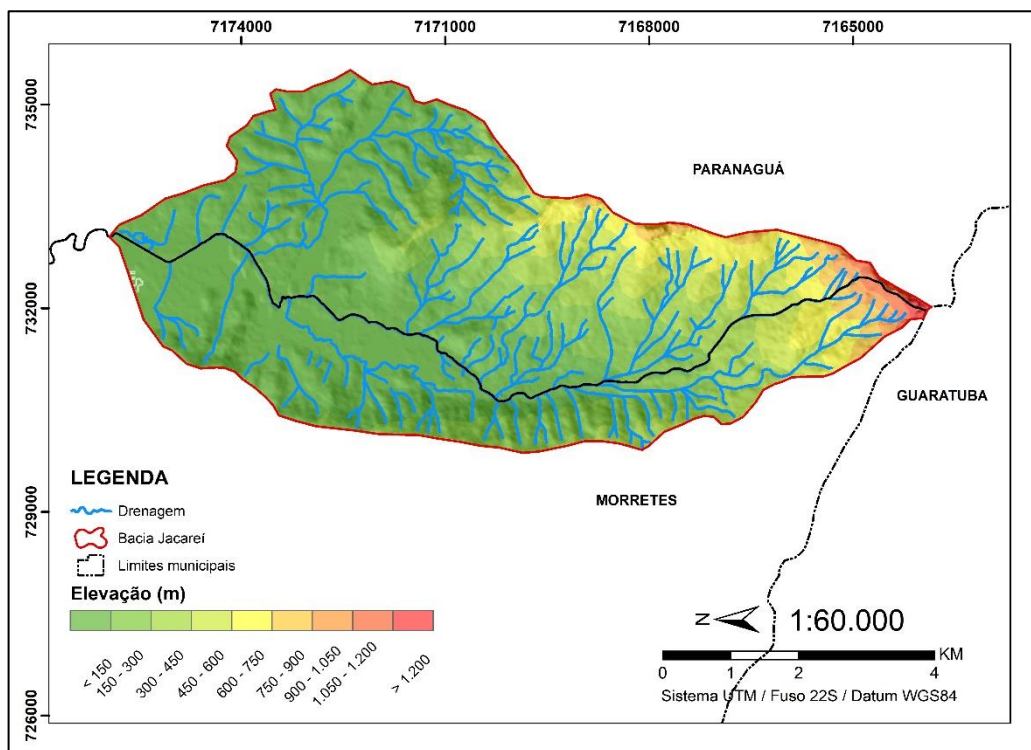 7174000 7171000 7168000 7165000
735000
732000
729000
726000
PARANAGUÁ
GUARATUBA
MORRETES
LEGENDA
Drenagem
Bacia Jacareí
Limites municipais
Elevação (m)
< 150 150 - 300 300 - 450 450 - 600 600 - 750 750 - 900 900 - 1.050 1.050 - 1.200 > 1.200
N 1:60.000
0 1 2 4 KM
Sistema UTM / Fuso 22S / Datum WGS84